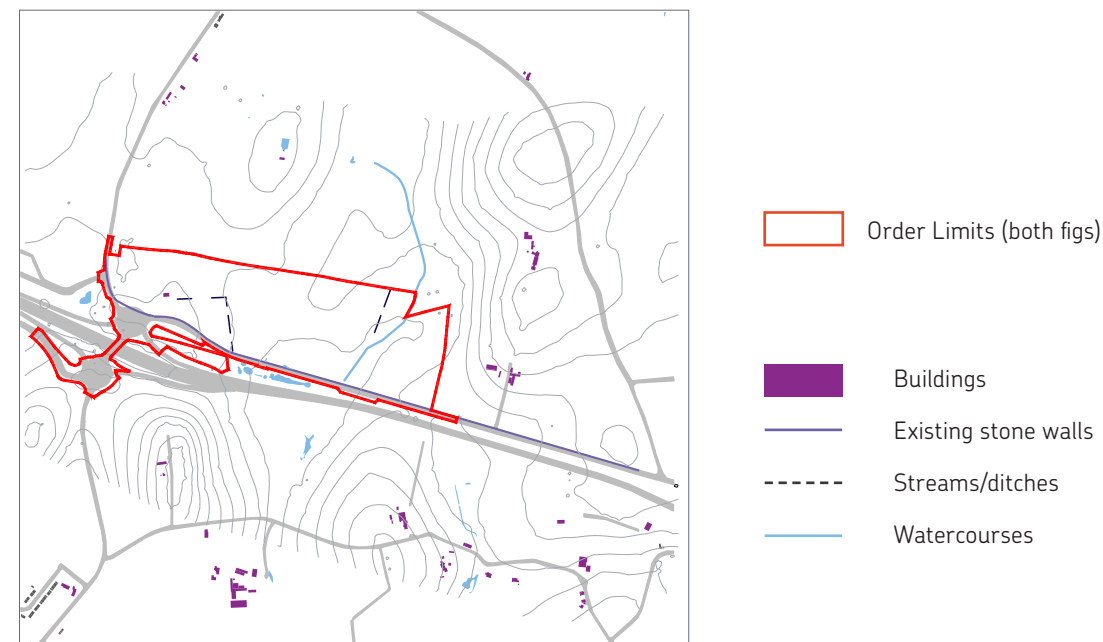 Order Limits (both figs)
Buildings
Existing stone walls
Streams/ditches
Watercourses